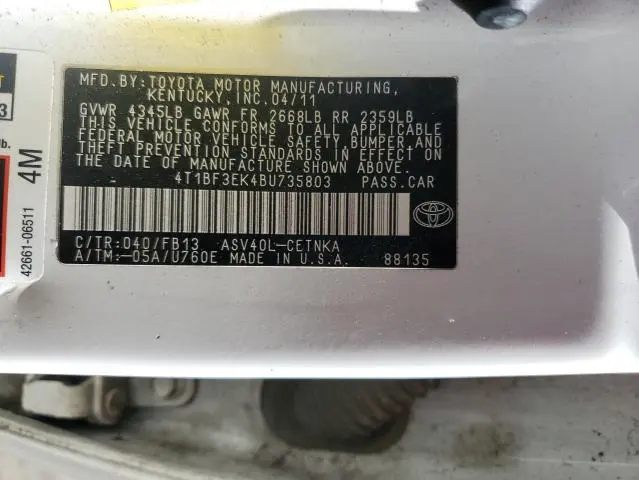 MFD.BY:TOYOTA MOTOR MANUFACTURING,
KENTUCKY, INC.04/11
GVWR 4345LB GAWR FR 2668LB RR 2359LB
THIS VEHICLE CONFORMS TO ALL APPLICABLE
FEDERAL MOTOR VEHICLE SAFETY, BUMPER, AND
THEFT PREVENTION STANDARDS IN EFFECT ON
THE DATE OF MANUFACTURE SHOWN ABOVE.
4T1BF3EK4BU735803 PASS.CAR
C/TR:040/FB13 ASV40L-CETNKA
A/TM:-05A/U760E MADE IN U.S.A. 88135
TOYOTA
42661-06511
4M
lb.
T
3